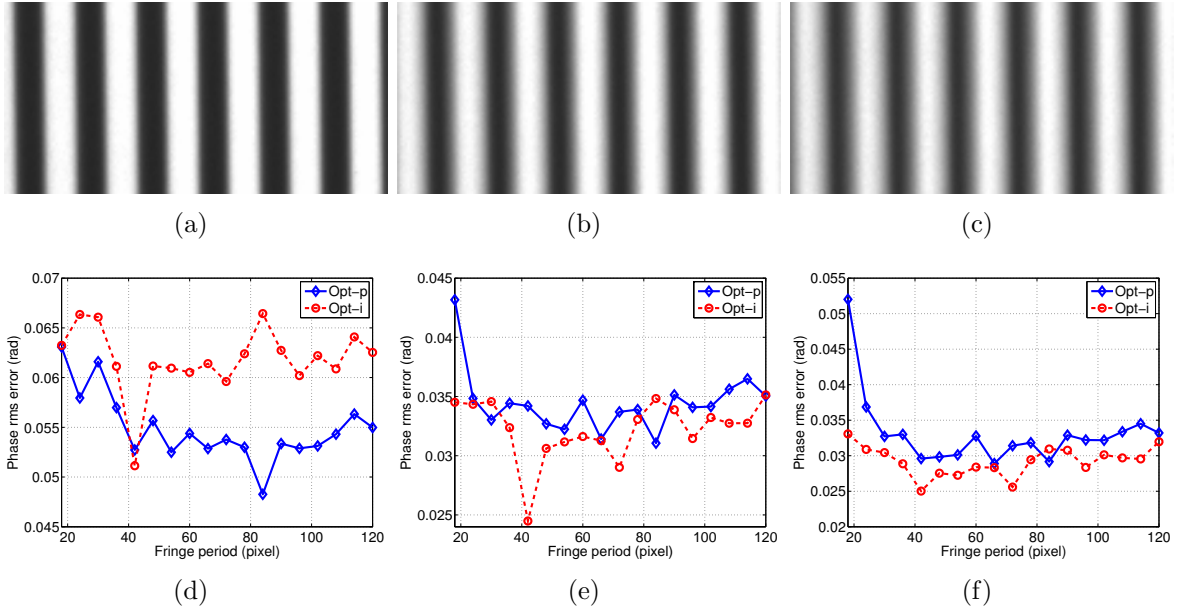 (a)
(b)
(c)
0.07
0.065
0.06
0.055
0.05
0.045
Phase rms error (rad)
20 40 60 80 100 120
Fringe period (pixel)
Opt−p
Opt−i
(d)
0.045
0.04
0.035
0.03
0.025
Phase rms error (rad)
20 40 60 80 100 120
Fringe period (pixel)
Opt−p
Opt−i
(e)
0.055
0.05
0.045
0.04
0.035
0.03
0.025
0.02
Phase rms error (rad)
20 40 60 80 100 120
Fringe period (pixel)
Opt−p
Opt−i
(f)